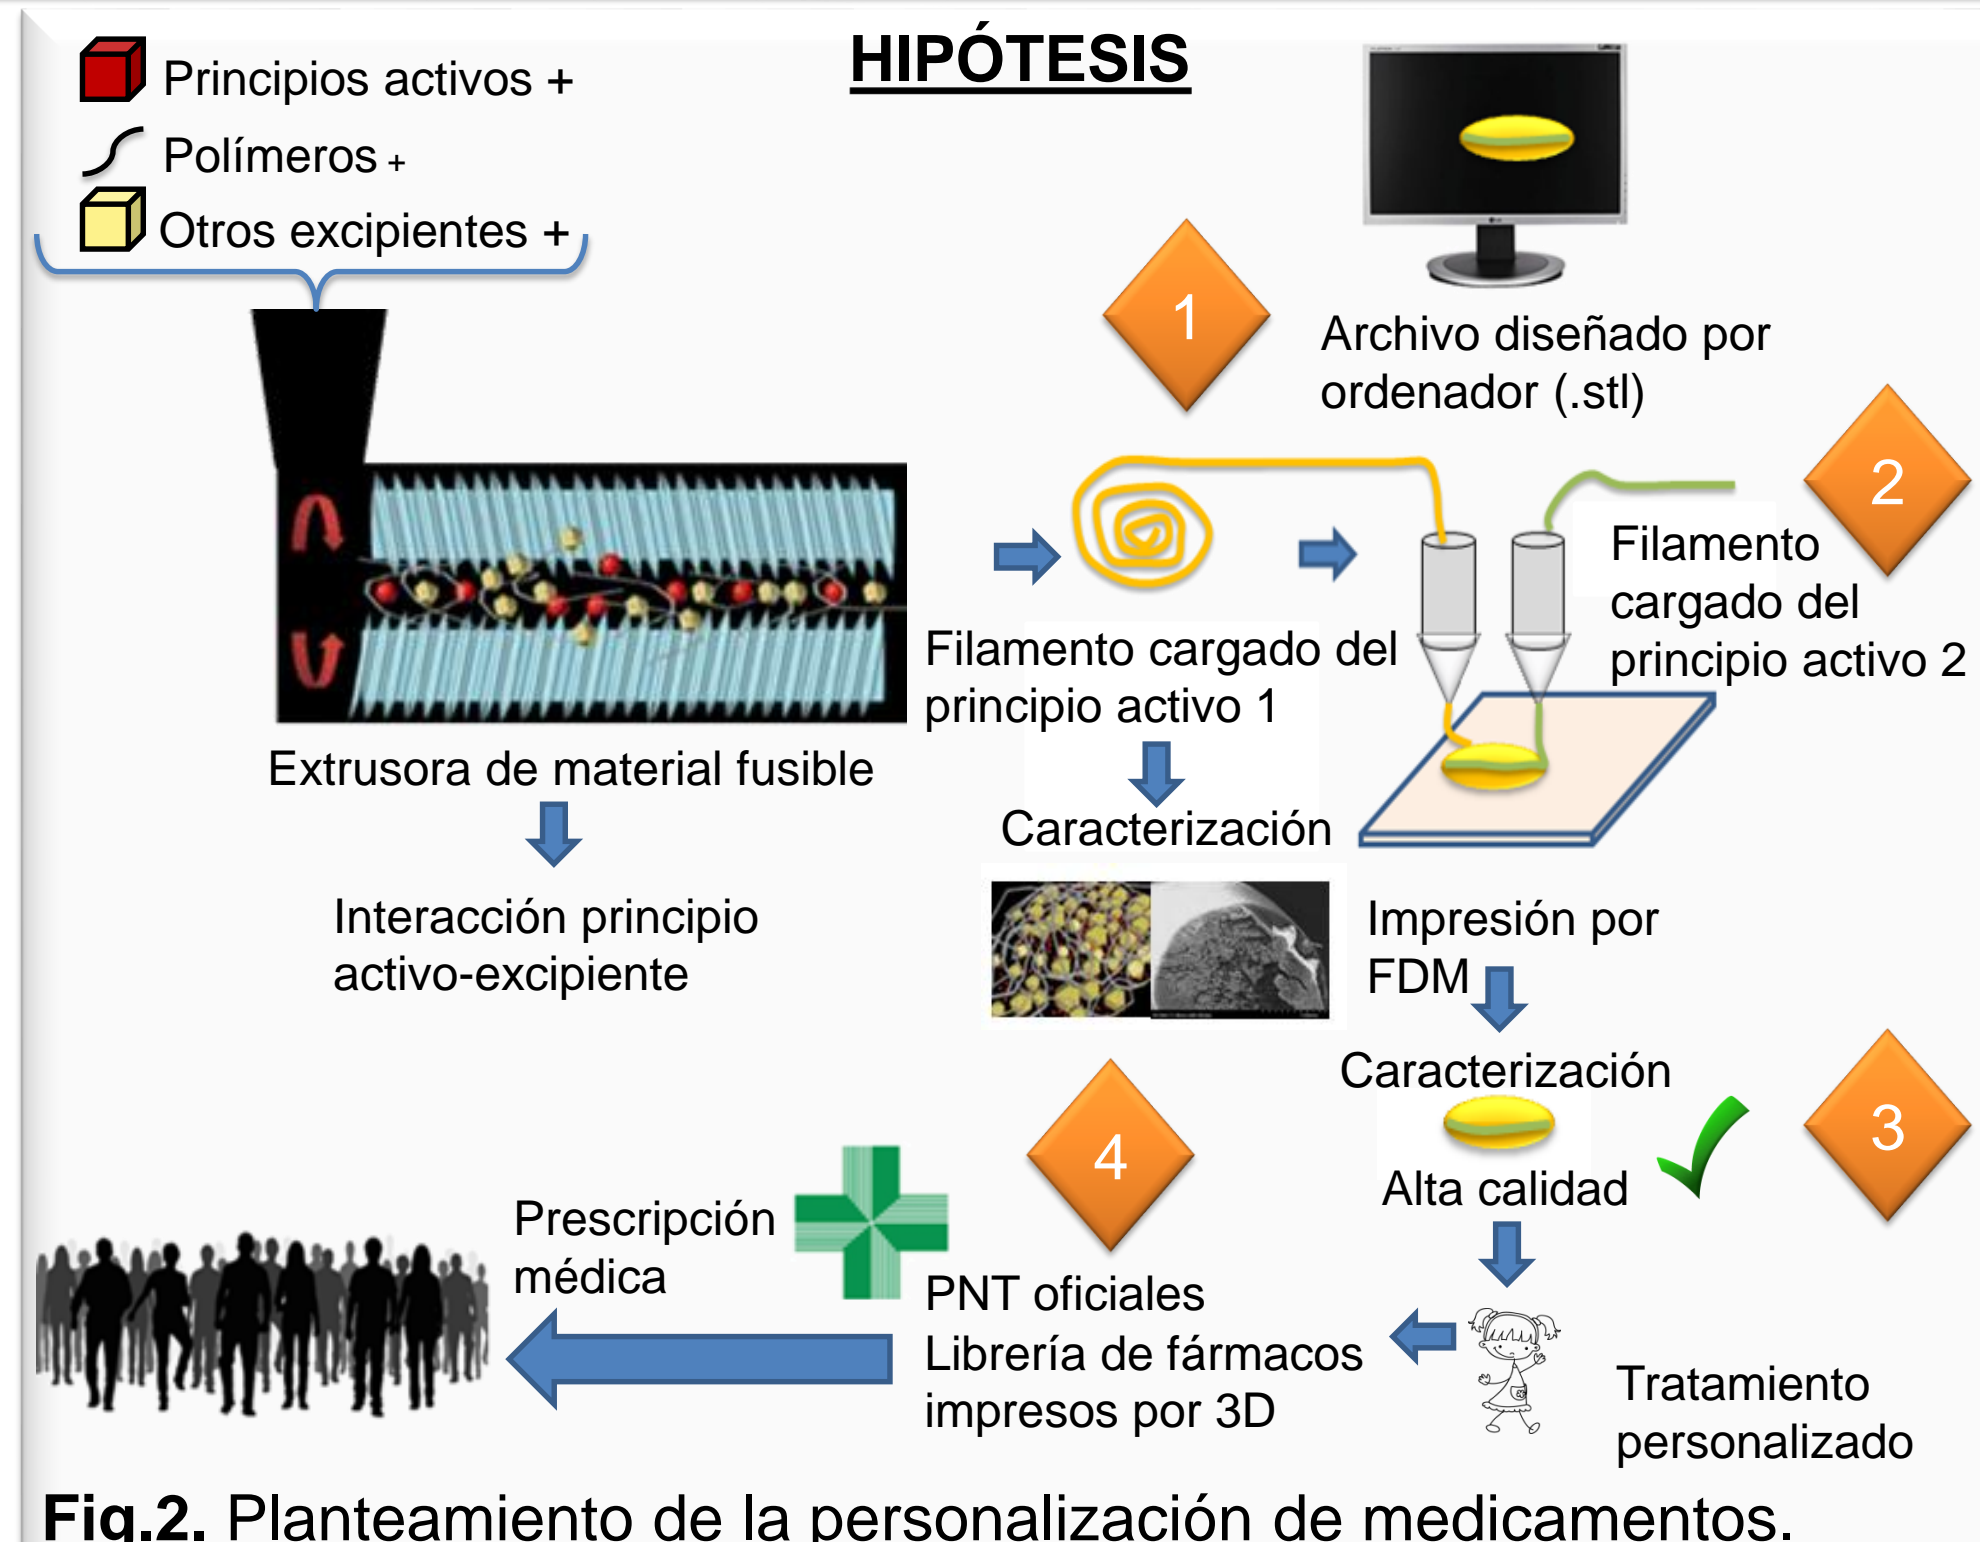 HIPÓTESIS
Principios activos +
Polímeros +
Otros excipientes +
1
Archivo diseñado por
ordenador (.stl)
2
Filamento
cargado del
principio activo 2
Filamento cargado del
principio activo 1
Extrusora de material fusible
Caracterización
Interacción principio
activo-excipiente
Impresión por
FDM
Caracterización
3
Alta calidad
4
Prescripción
médica
PNT oficiales
Librería de fármacos
impresos por 3D
Tratamiento
personalizado
Fig.2. Planteamiento de la personalización de medicamentos.